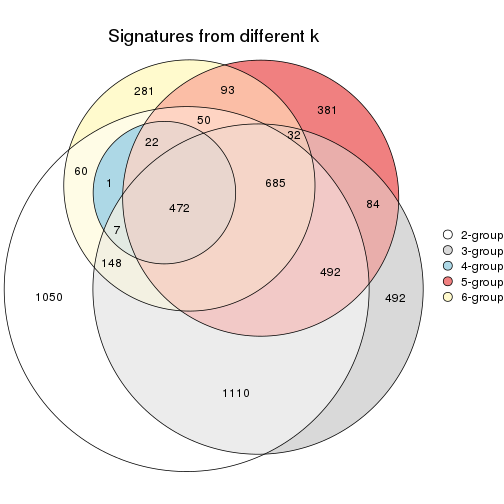 Signatures from different k
281
93
381
50
32
22
60
1
685
472
84
7
148
492
1050
492
1110
2-group
3-group
4-group
5-group
6-group